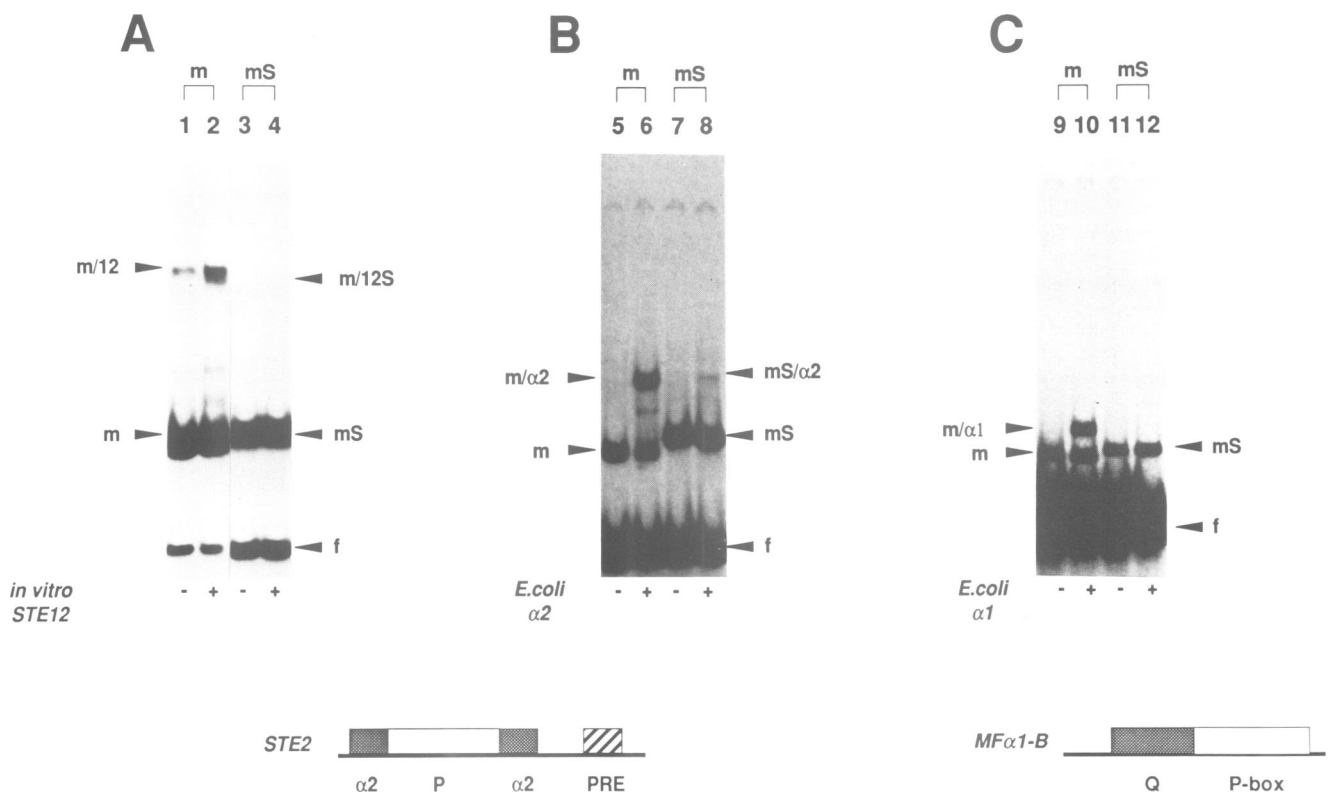 A B C
m mS m mS m mS
1 2 3 4 5 6 7 8 9 10 11 12
m/12 m/12S
m/α2 mS/α2
m/α1
m mS m mS m mS
f f f
in vitro - + - + E.coli - + - + E.coli - + - +
STE12 α2 α1
STE2 MFα1-B
α2 P α2 PRE Q P-box